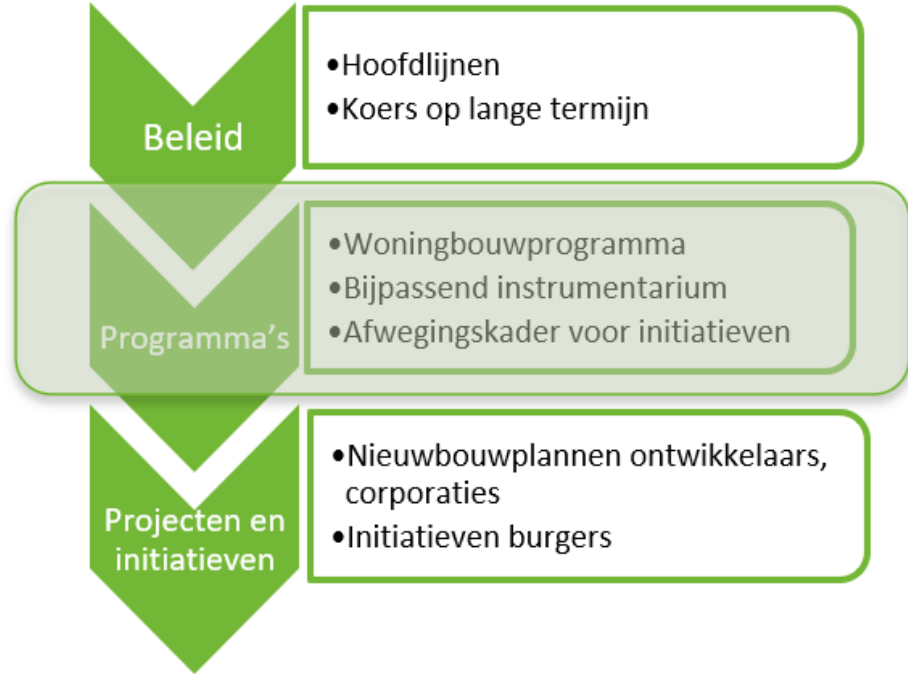 Beleid
•Hoofdlijnen
•Koers op lange termijn
Programma's
•Woningbouwprogramma
•Bijpassend instrumentarium
•Afwegingskader voor initiatieven
Projecten en
initiatieven
•Nieuwbouwplannen ontwikkelaars,
corporaties
•Initiatieven burgers